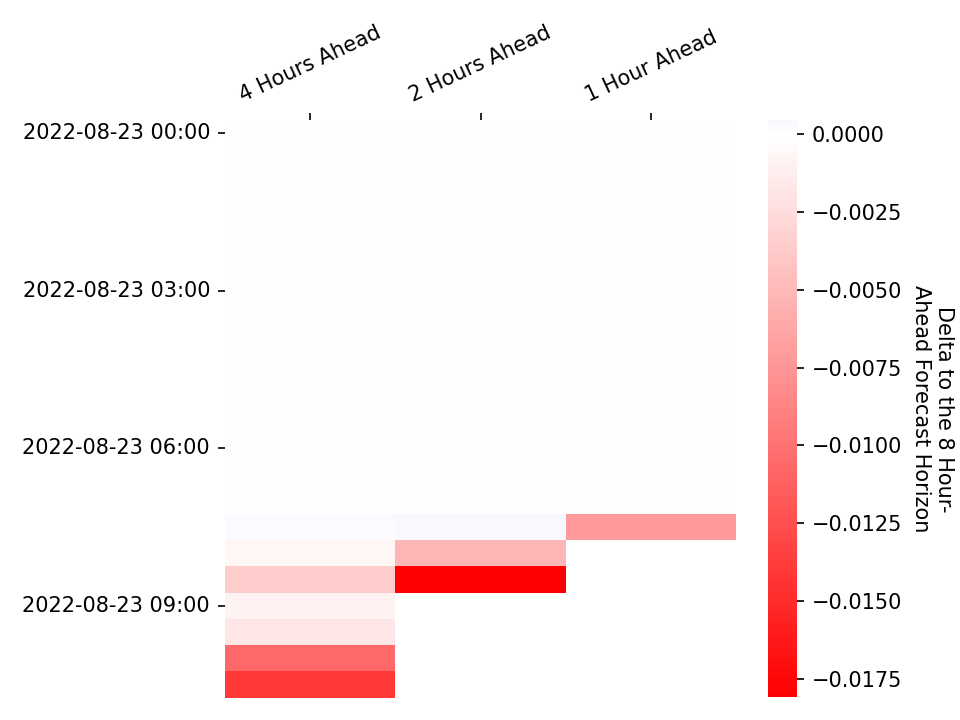 4 Hours Ahead
2 Hours Ahead
1 Hour Ahead
2022-08-23 00:00
2022-08-23 03:00
2022-08-23 06:00
2022-08-23 09:00
0.0000
−0.0025
−0.0050
−0.0075
−0.0100
−0.0125
−0.0150
−0.0175
Delta to the 8 Hour-
Ahead Forecast Horizon